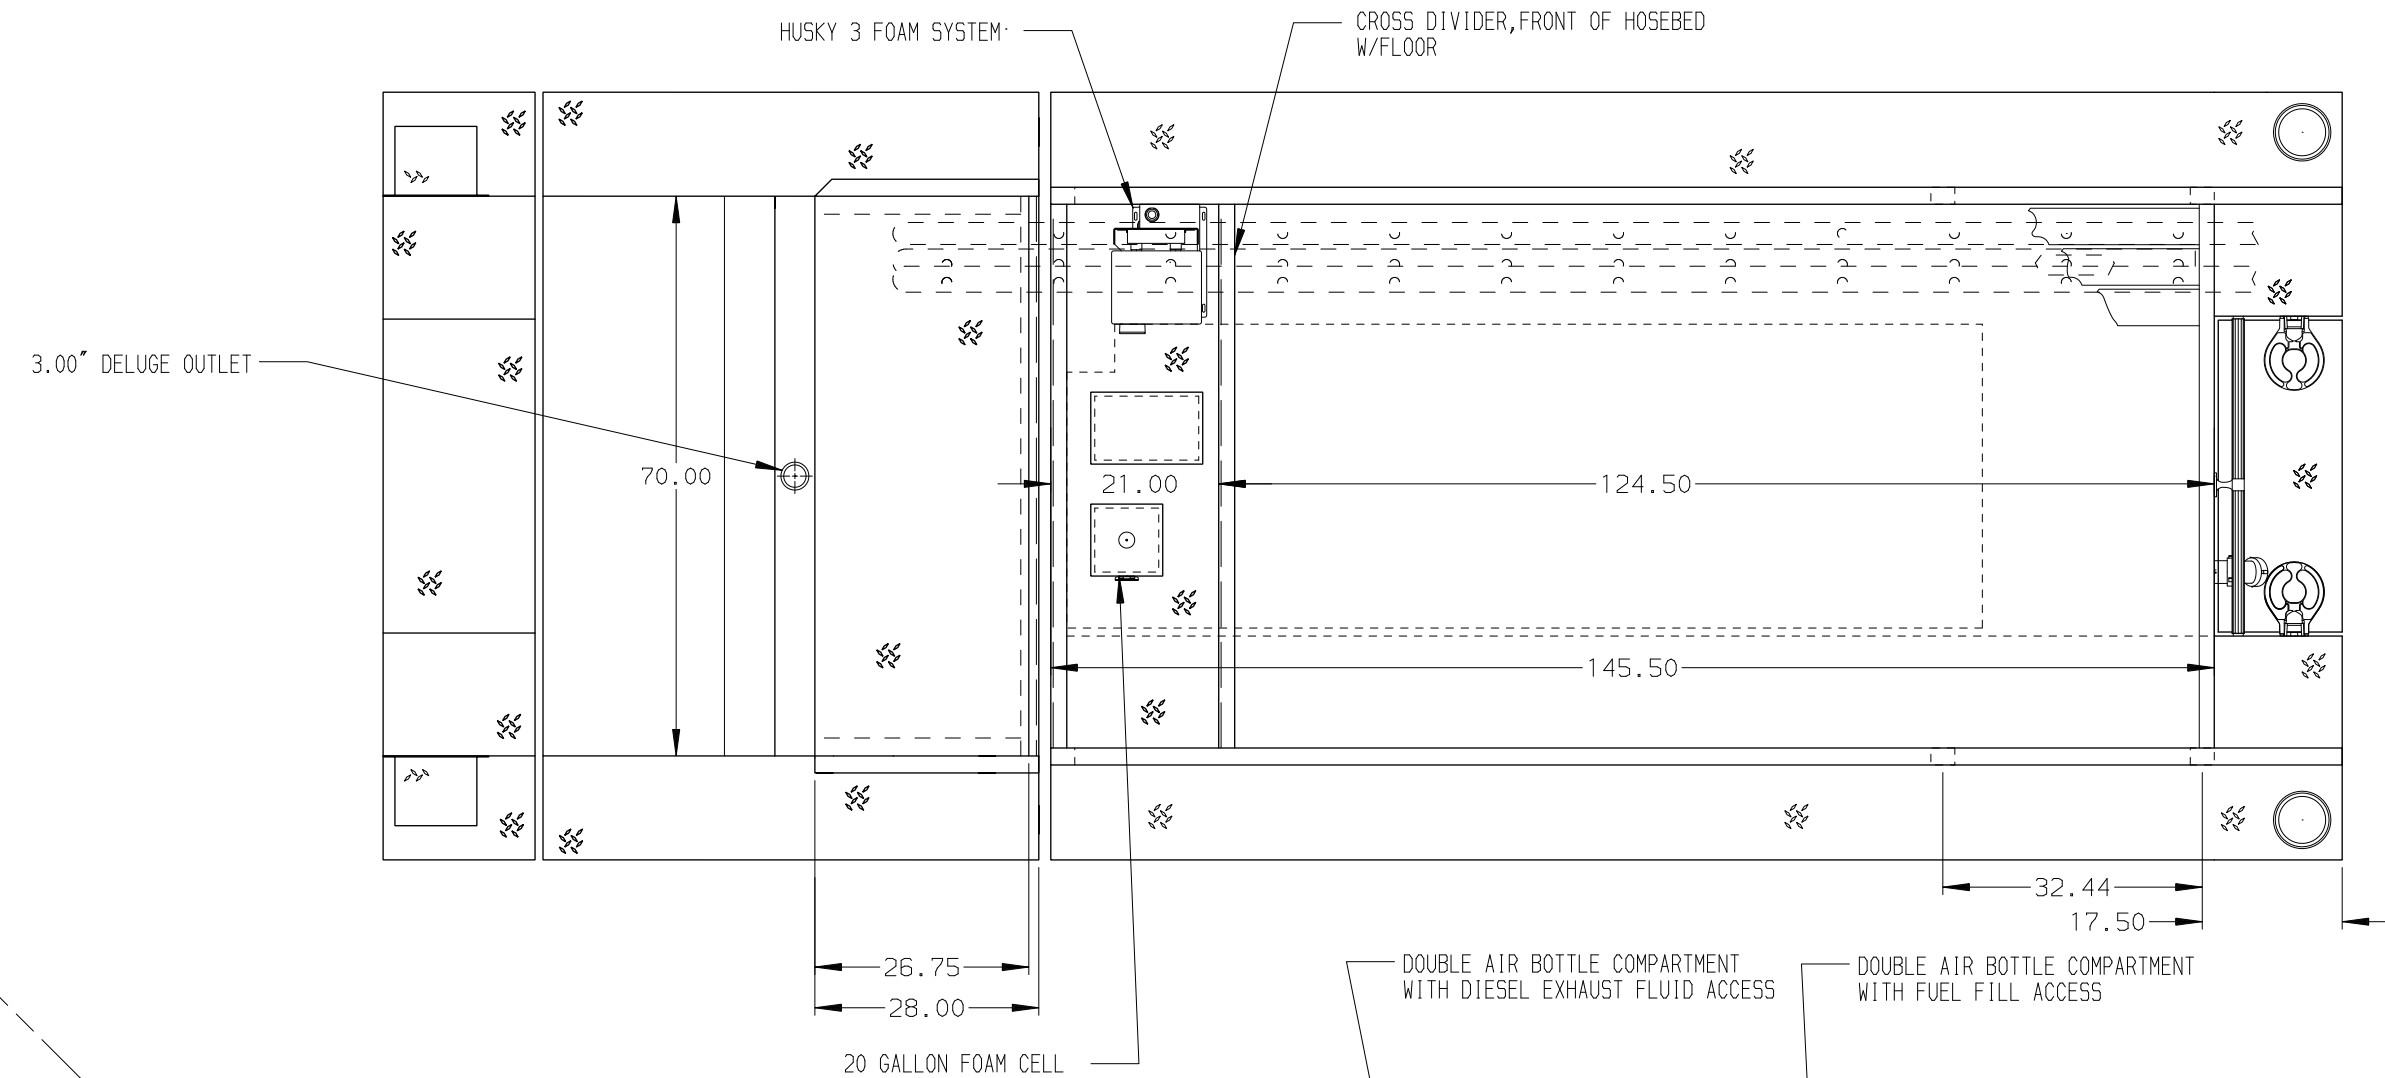 HUSKY 3 FOAM SYSTEM
CROSS DIVIDER,FRONT OF HOSEBED
W/FLOOR
3.00" DELUGE OUTLET
70.00
21.00
124.50
145.50
32.44
17.50
26.75
28.00
DOUBLE AIR BOTTLE COMPARTMENT
WITH DIESEL EXHAUST FLUID ACCESS
DOUBLE AIR BOTTLE COMPARTMENT
WITH FUEL FILL ACCESS
20 GALLON FOAM CELL